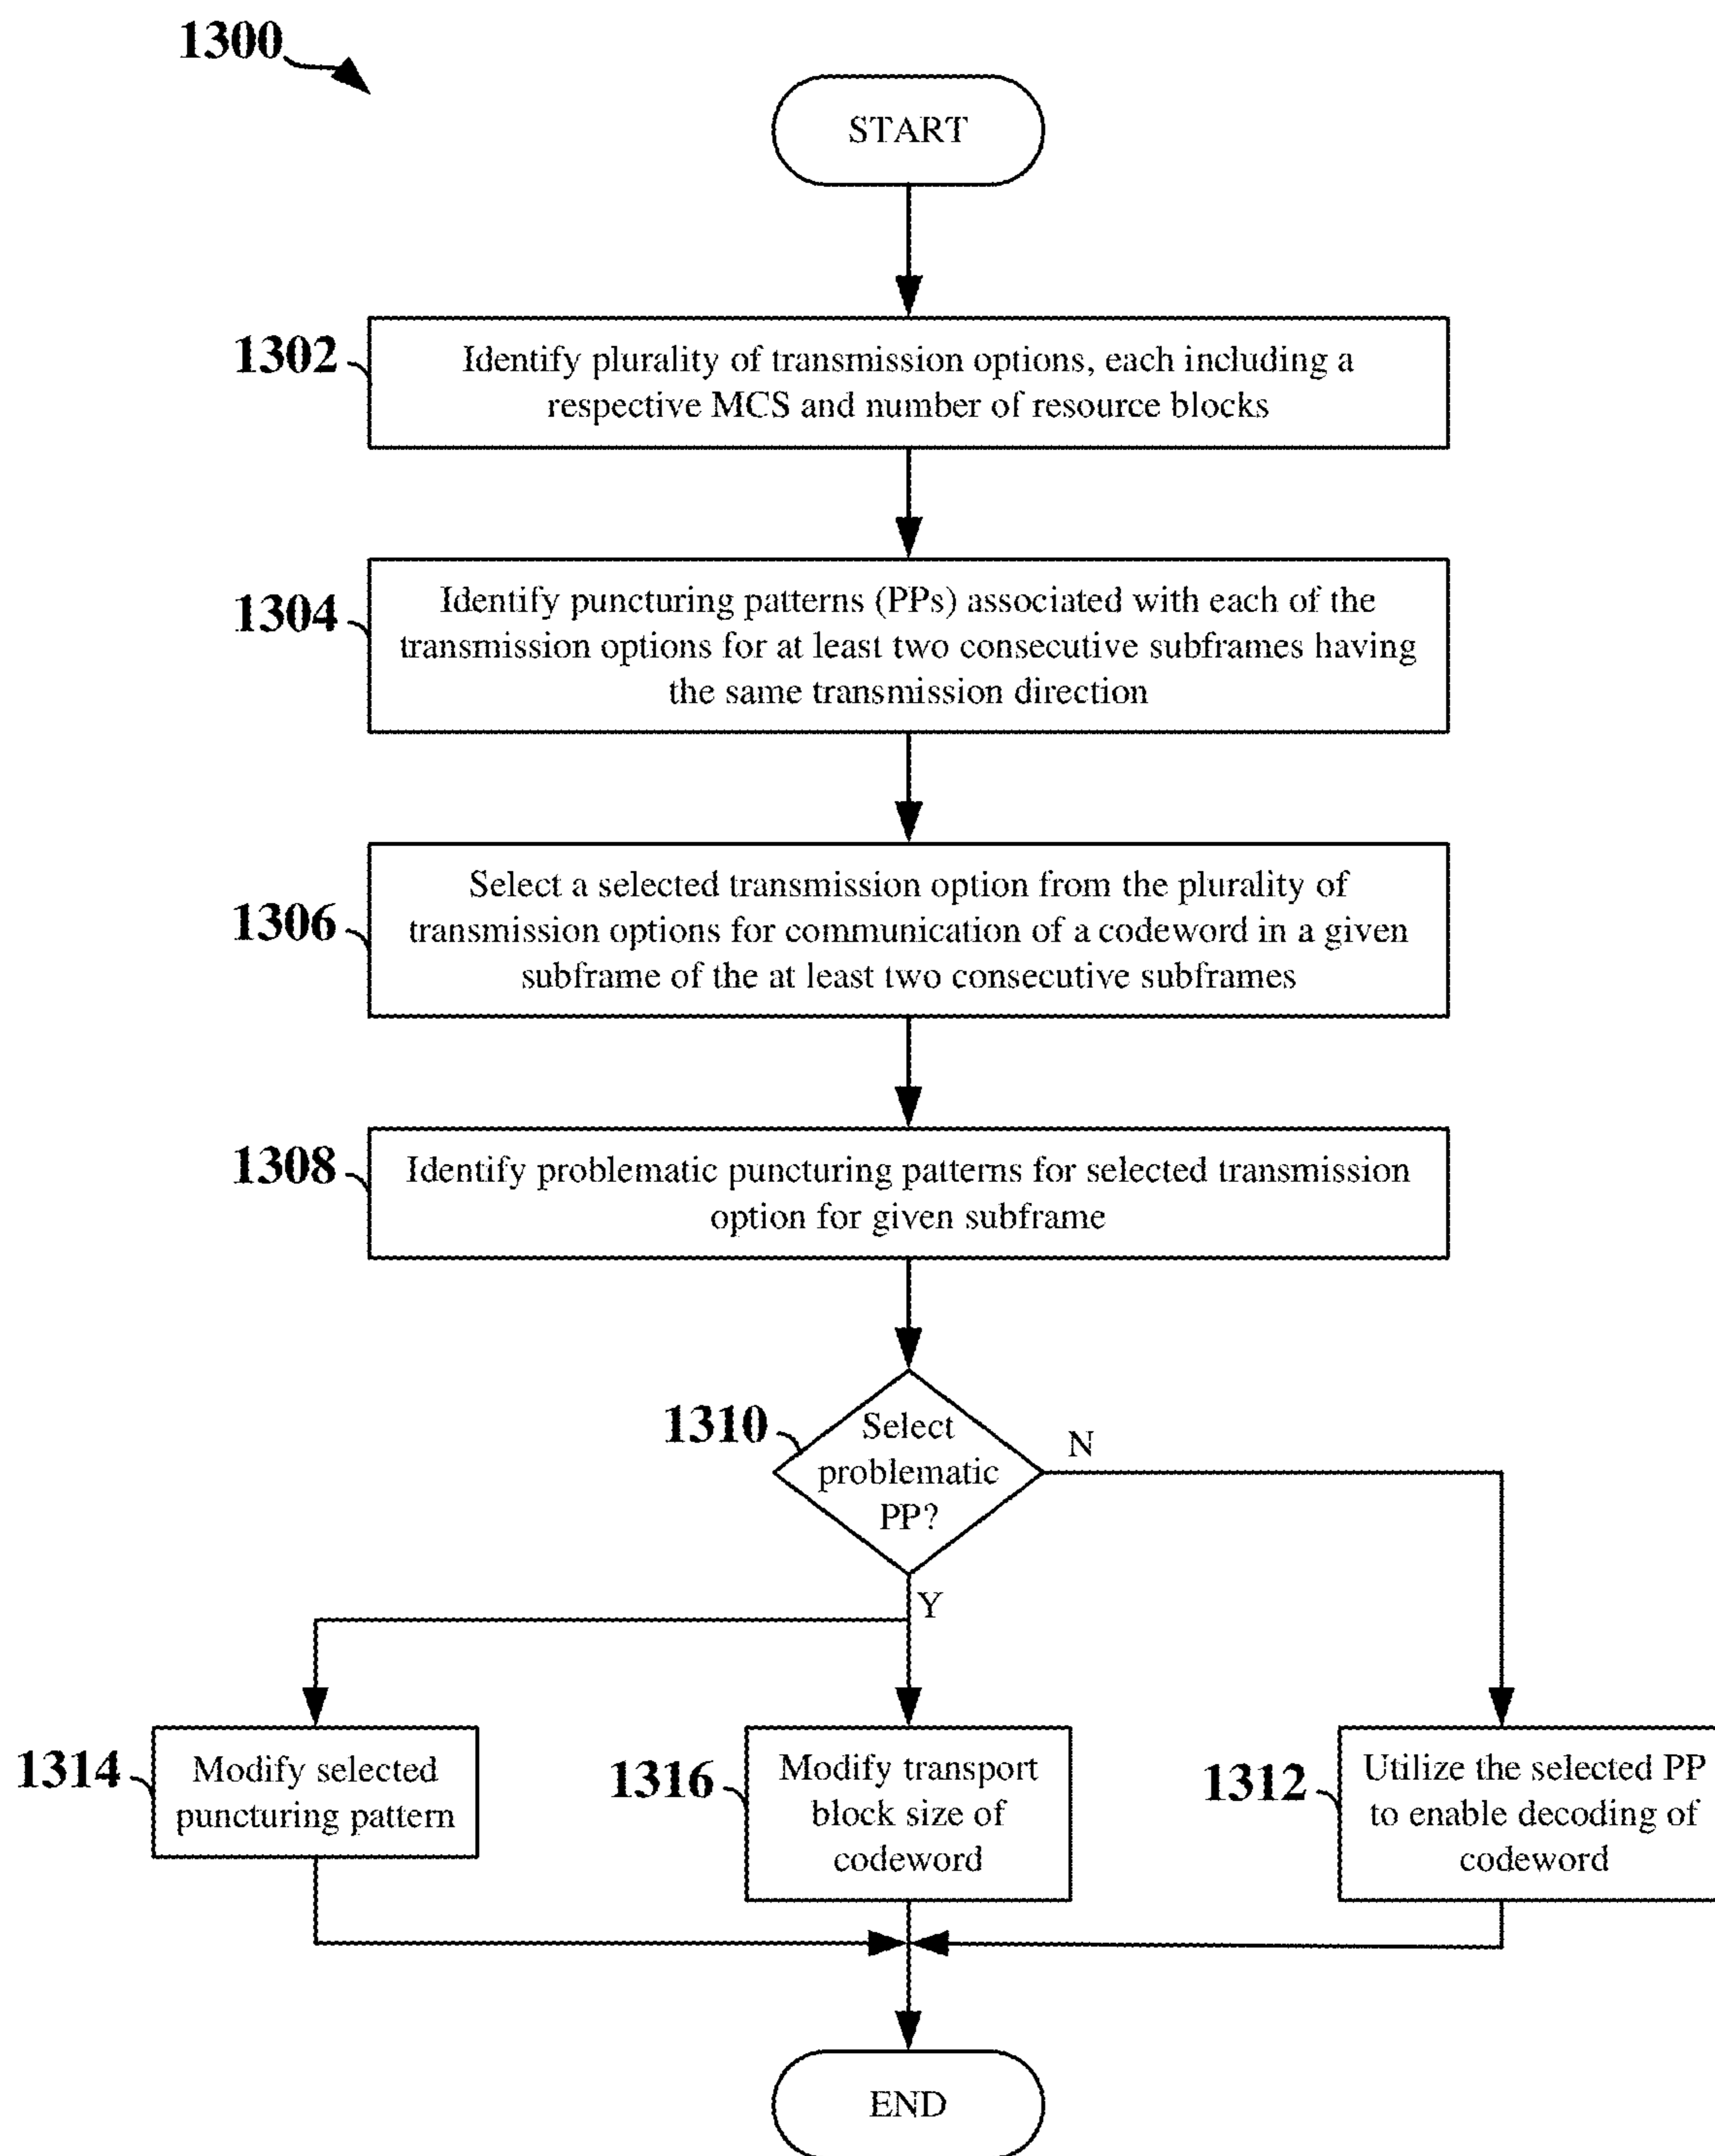 1300
START
1302
Identify plurality of transmission options, each including a
respective MCS and number of resource blocks
1304
Identify puncturing patterns (PPs) associated with each of the
transmission options for at least two consecutive subframes having
the same transmission direction
1306
Select a selected transmission option from the plurality of
transmission options for communication of a codeword in a given
subframe of the at least two consecutive subframes
1308
Identify problematic puncturing patterns for selected transmission
option for given subframe
1310
Select
problematic
PP?
N
Y
1314
Modify selected
puncturing pattern
1316
Modify transport
block size of
codeword
1312
Utilize the selected PP
to enable decoding of
codeword
END